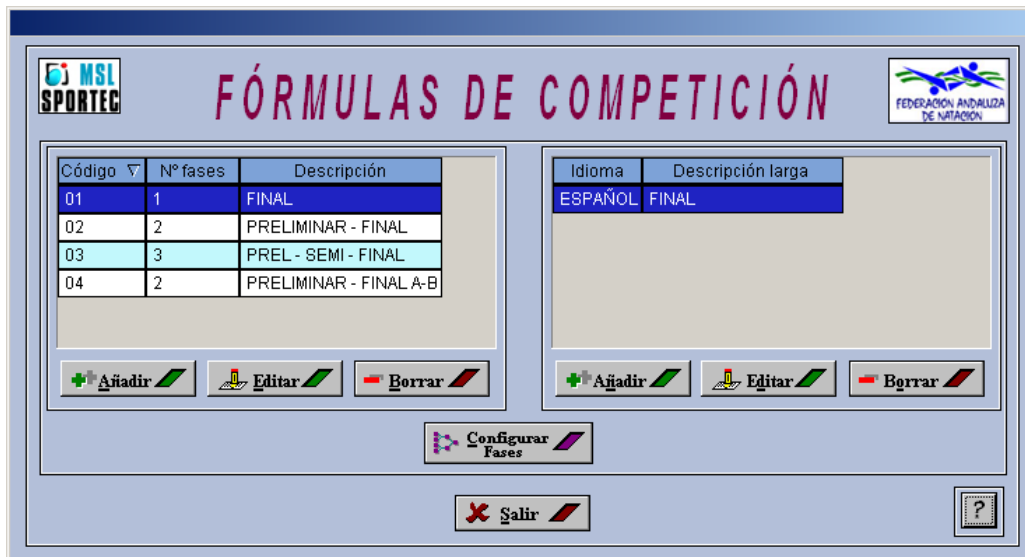 MSL
SPORTEC
FÓRMULAS DE COMPETICIÓN
FEDERACIÓN ANDALUZA
DE NATACIÓN
Código Nº fases Descripción
01 1 FINAL
02 2 PRELIMINAR - FINAL
03 3 PREL - SEMI - FINAL
04 2 PRELIMINAR - FINAL A-B
Añadir Editar Borrar
Idioma Descripción larga
ESPAÑOL FINAL
Añadir Editar Borrar
Configurar
Fases
Salir
?